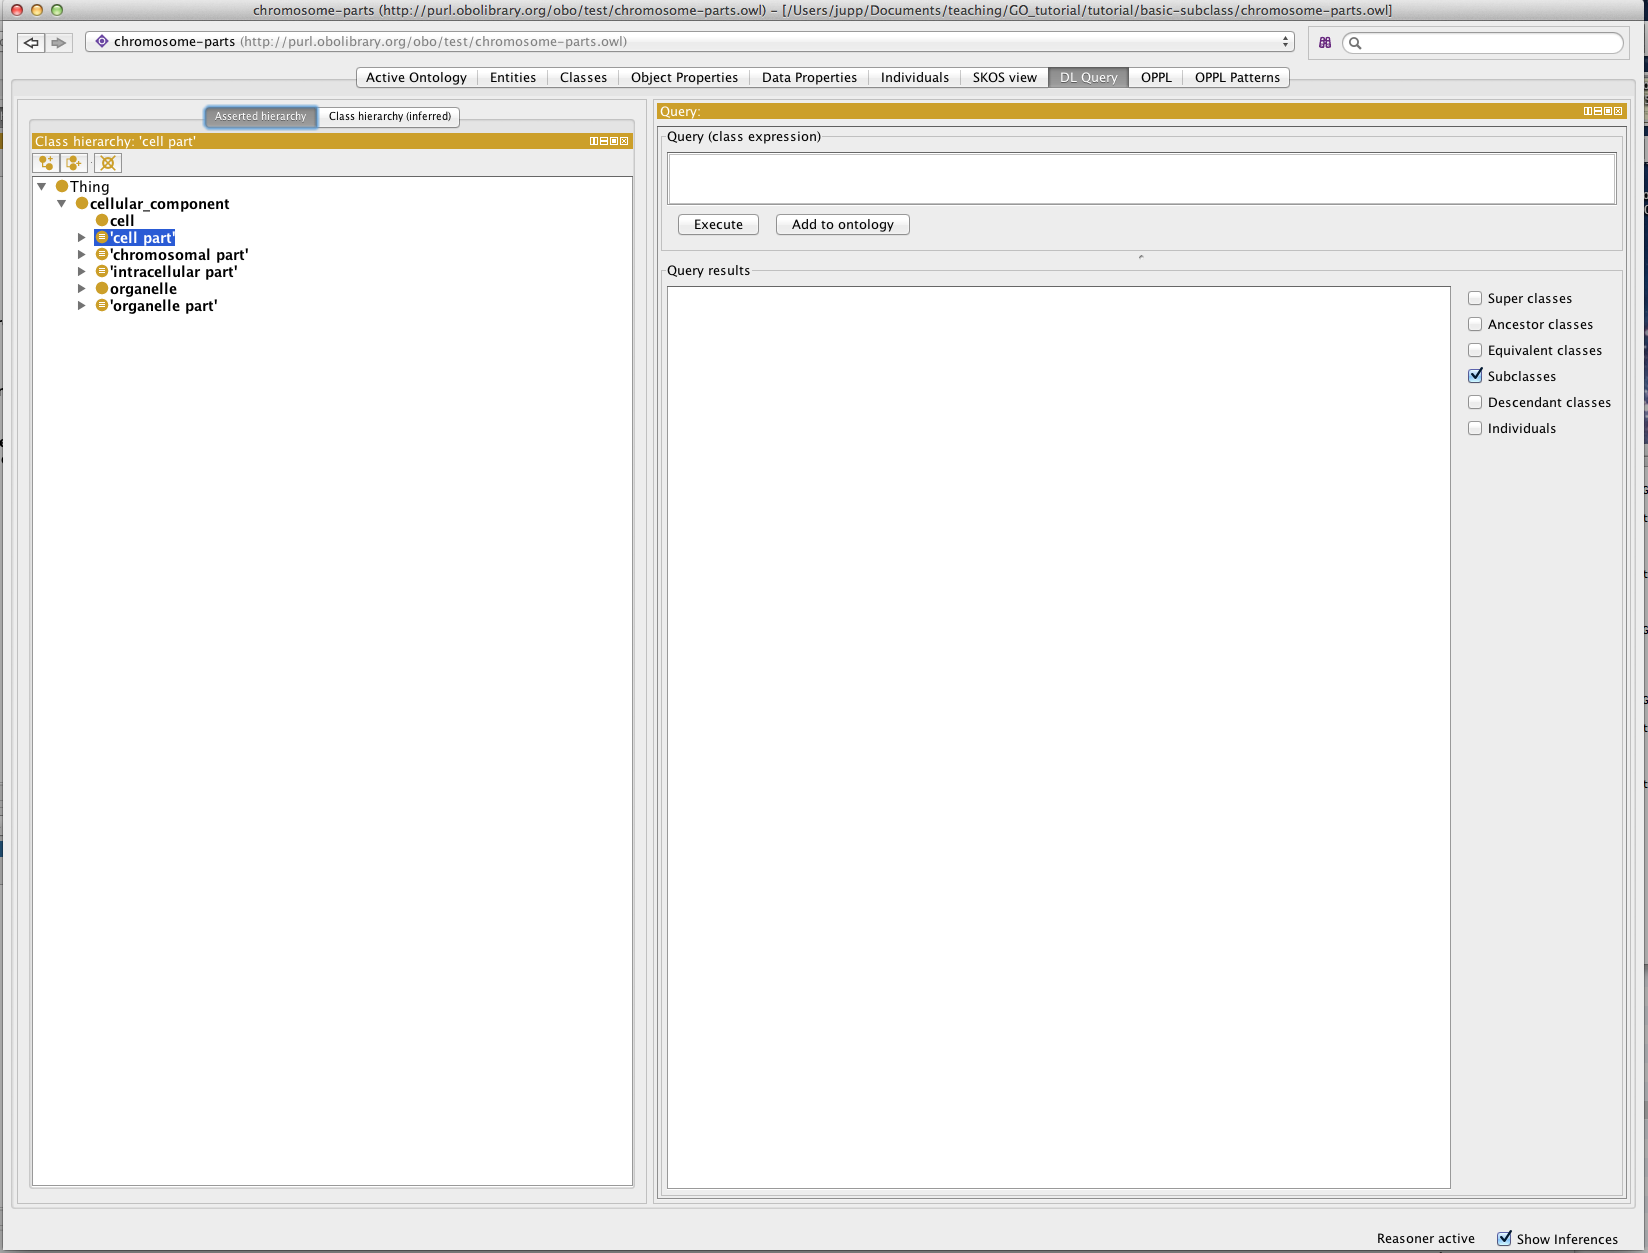 chromosome-parts (http://purl.obolibrary.org/obo/test/chromosome-parts.owl) – [/Users/jupp/Documents/teaching/GO_tutorial/tutorial/basic-subclass/chromosome-parts.owl]
chromosome-parts (http://purl.obolibrary.org/obo/test/chromosome-parts.owl)
Active Ontology Entities Classes Object Properties Data Properties Individuals SKOS view DL Query OPPL OPPL Patterns
Asserted hierarchy Class hierarchy (inferred)
Class hierarchy: 'cell part'
Thing
cellular_component
cell
'cell part'
'chromosomal part'
'intracellular part'
organelle
'organelle part'
Query:
Query (class expression)
Execute Add to ontology
Query results
Super classes
Ancestor classes
Equivalent classes
Subclasses
Descendant classes
Individuals
Reasoner active Show Inferences